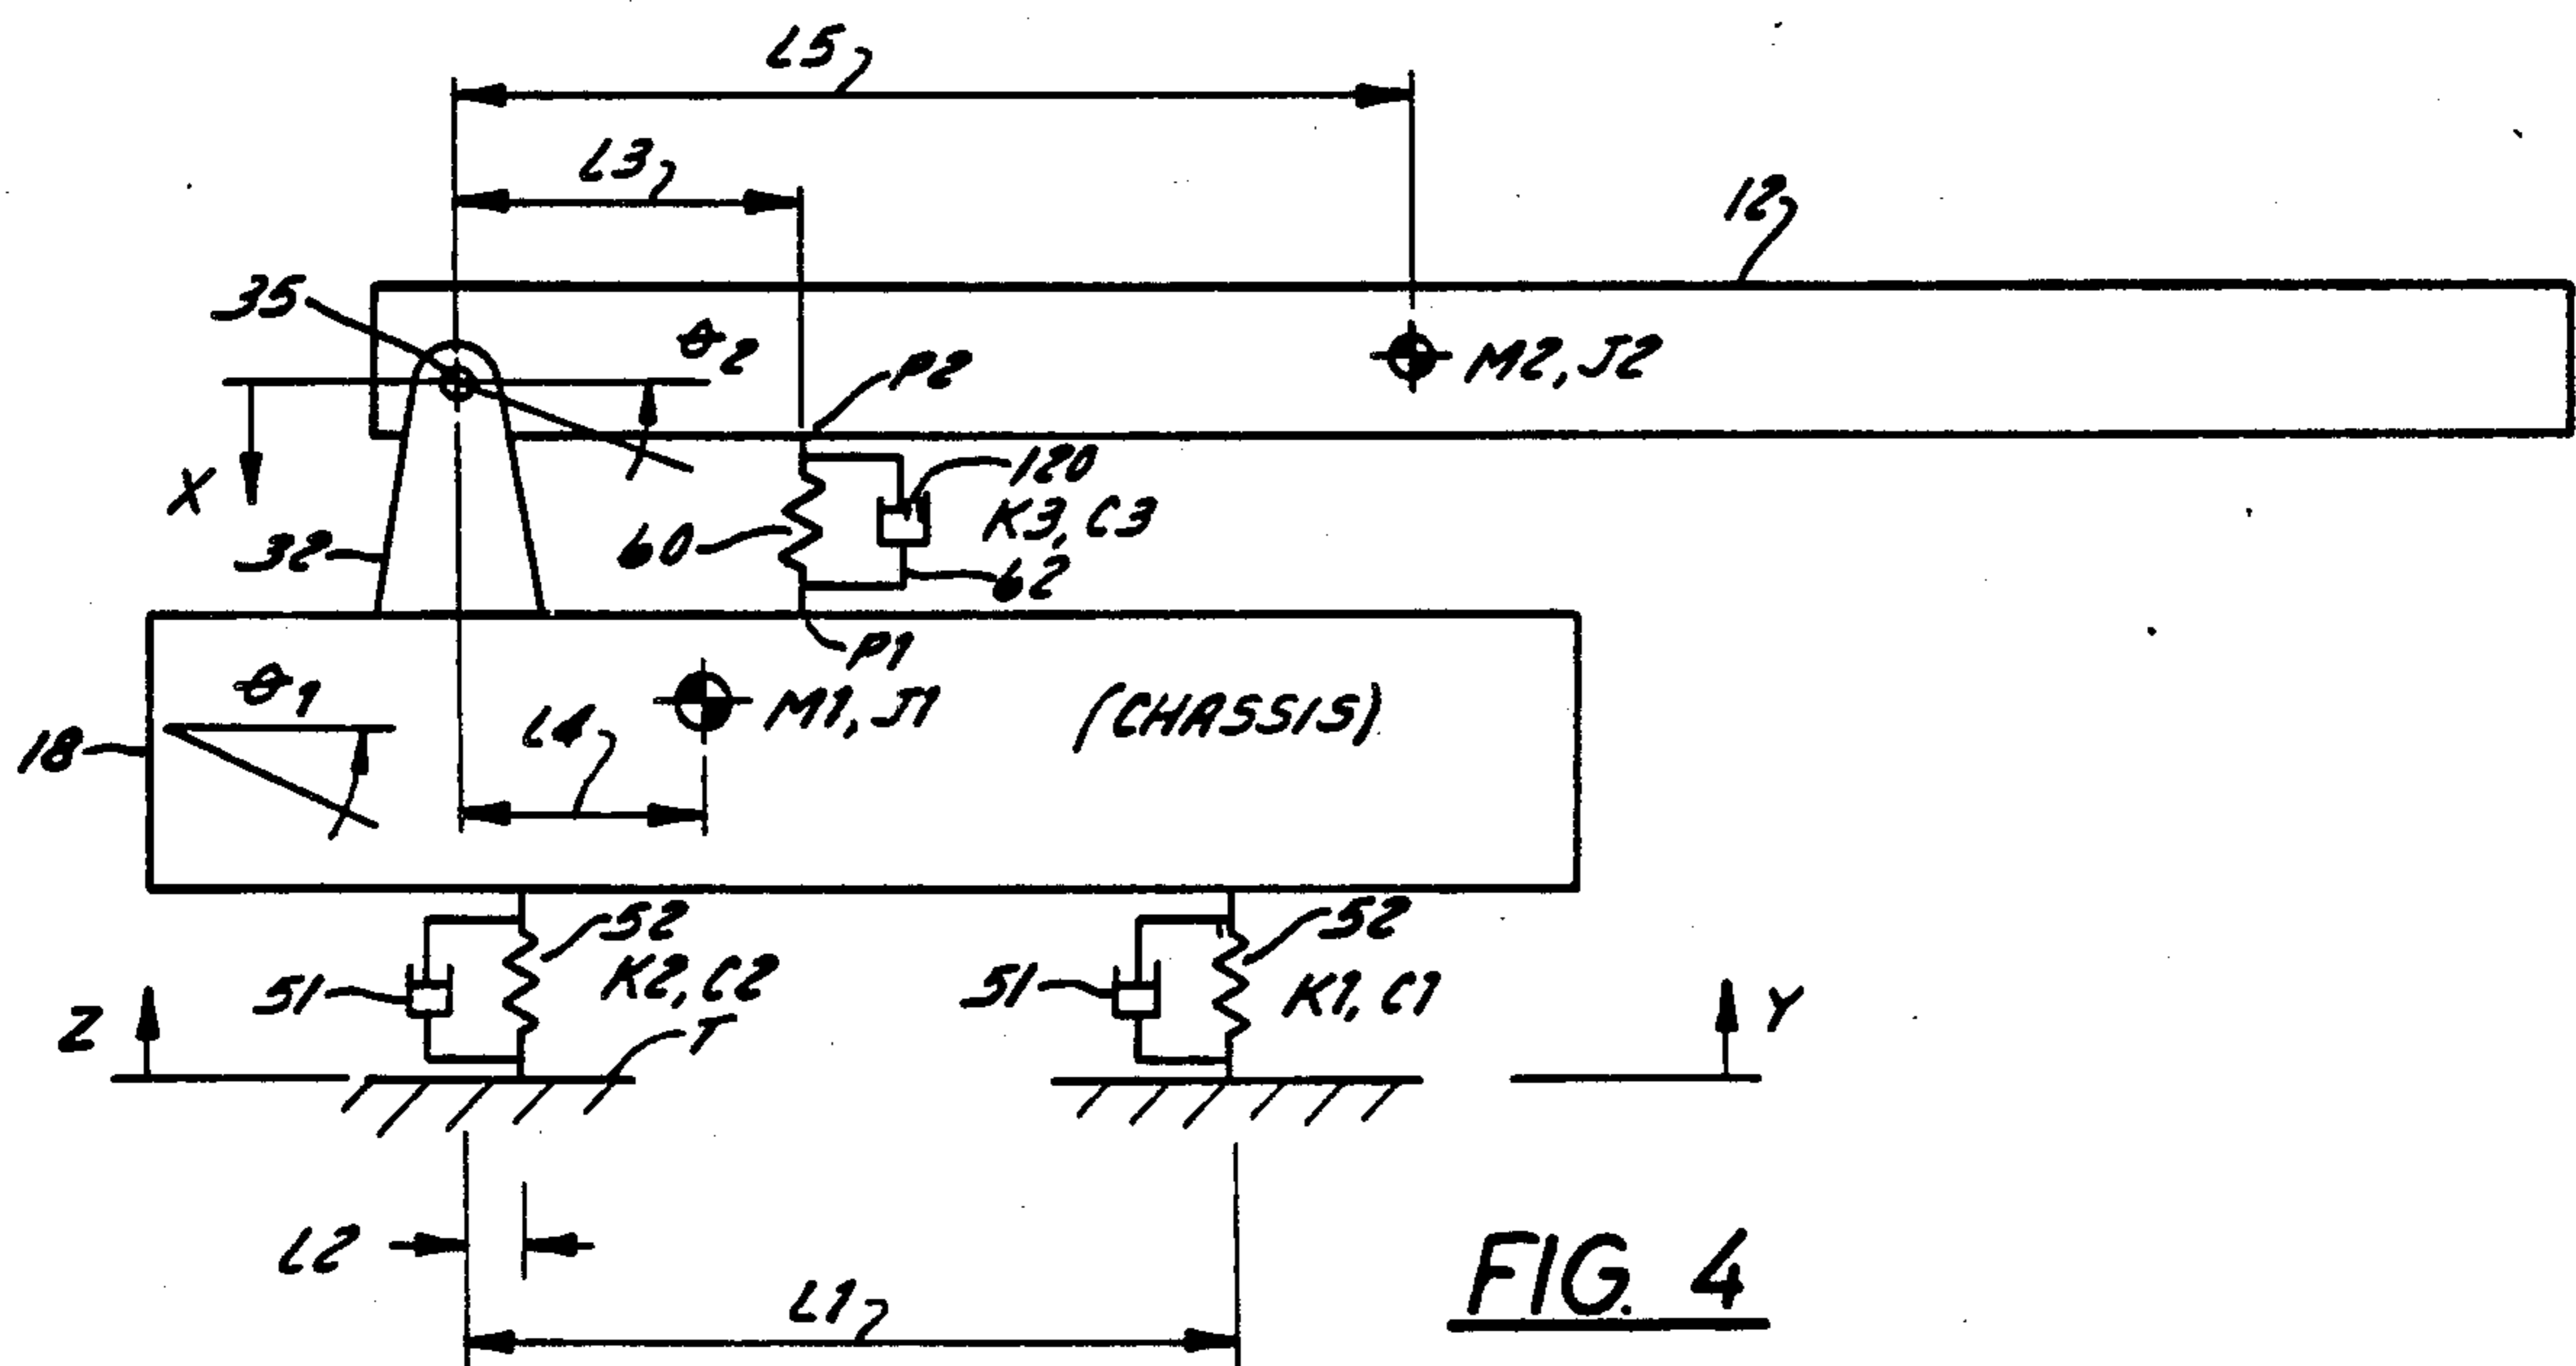 L5
L3
12
35
θ2
P2
M2, J2
X
120
K3, C3
60
32
62
P1
θ1
M1, J1
(CHASSIS)
L4
18
52
52
K2, C2
51
51
K1, C1
Z
T
Y
L2
L1
FIG. 4